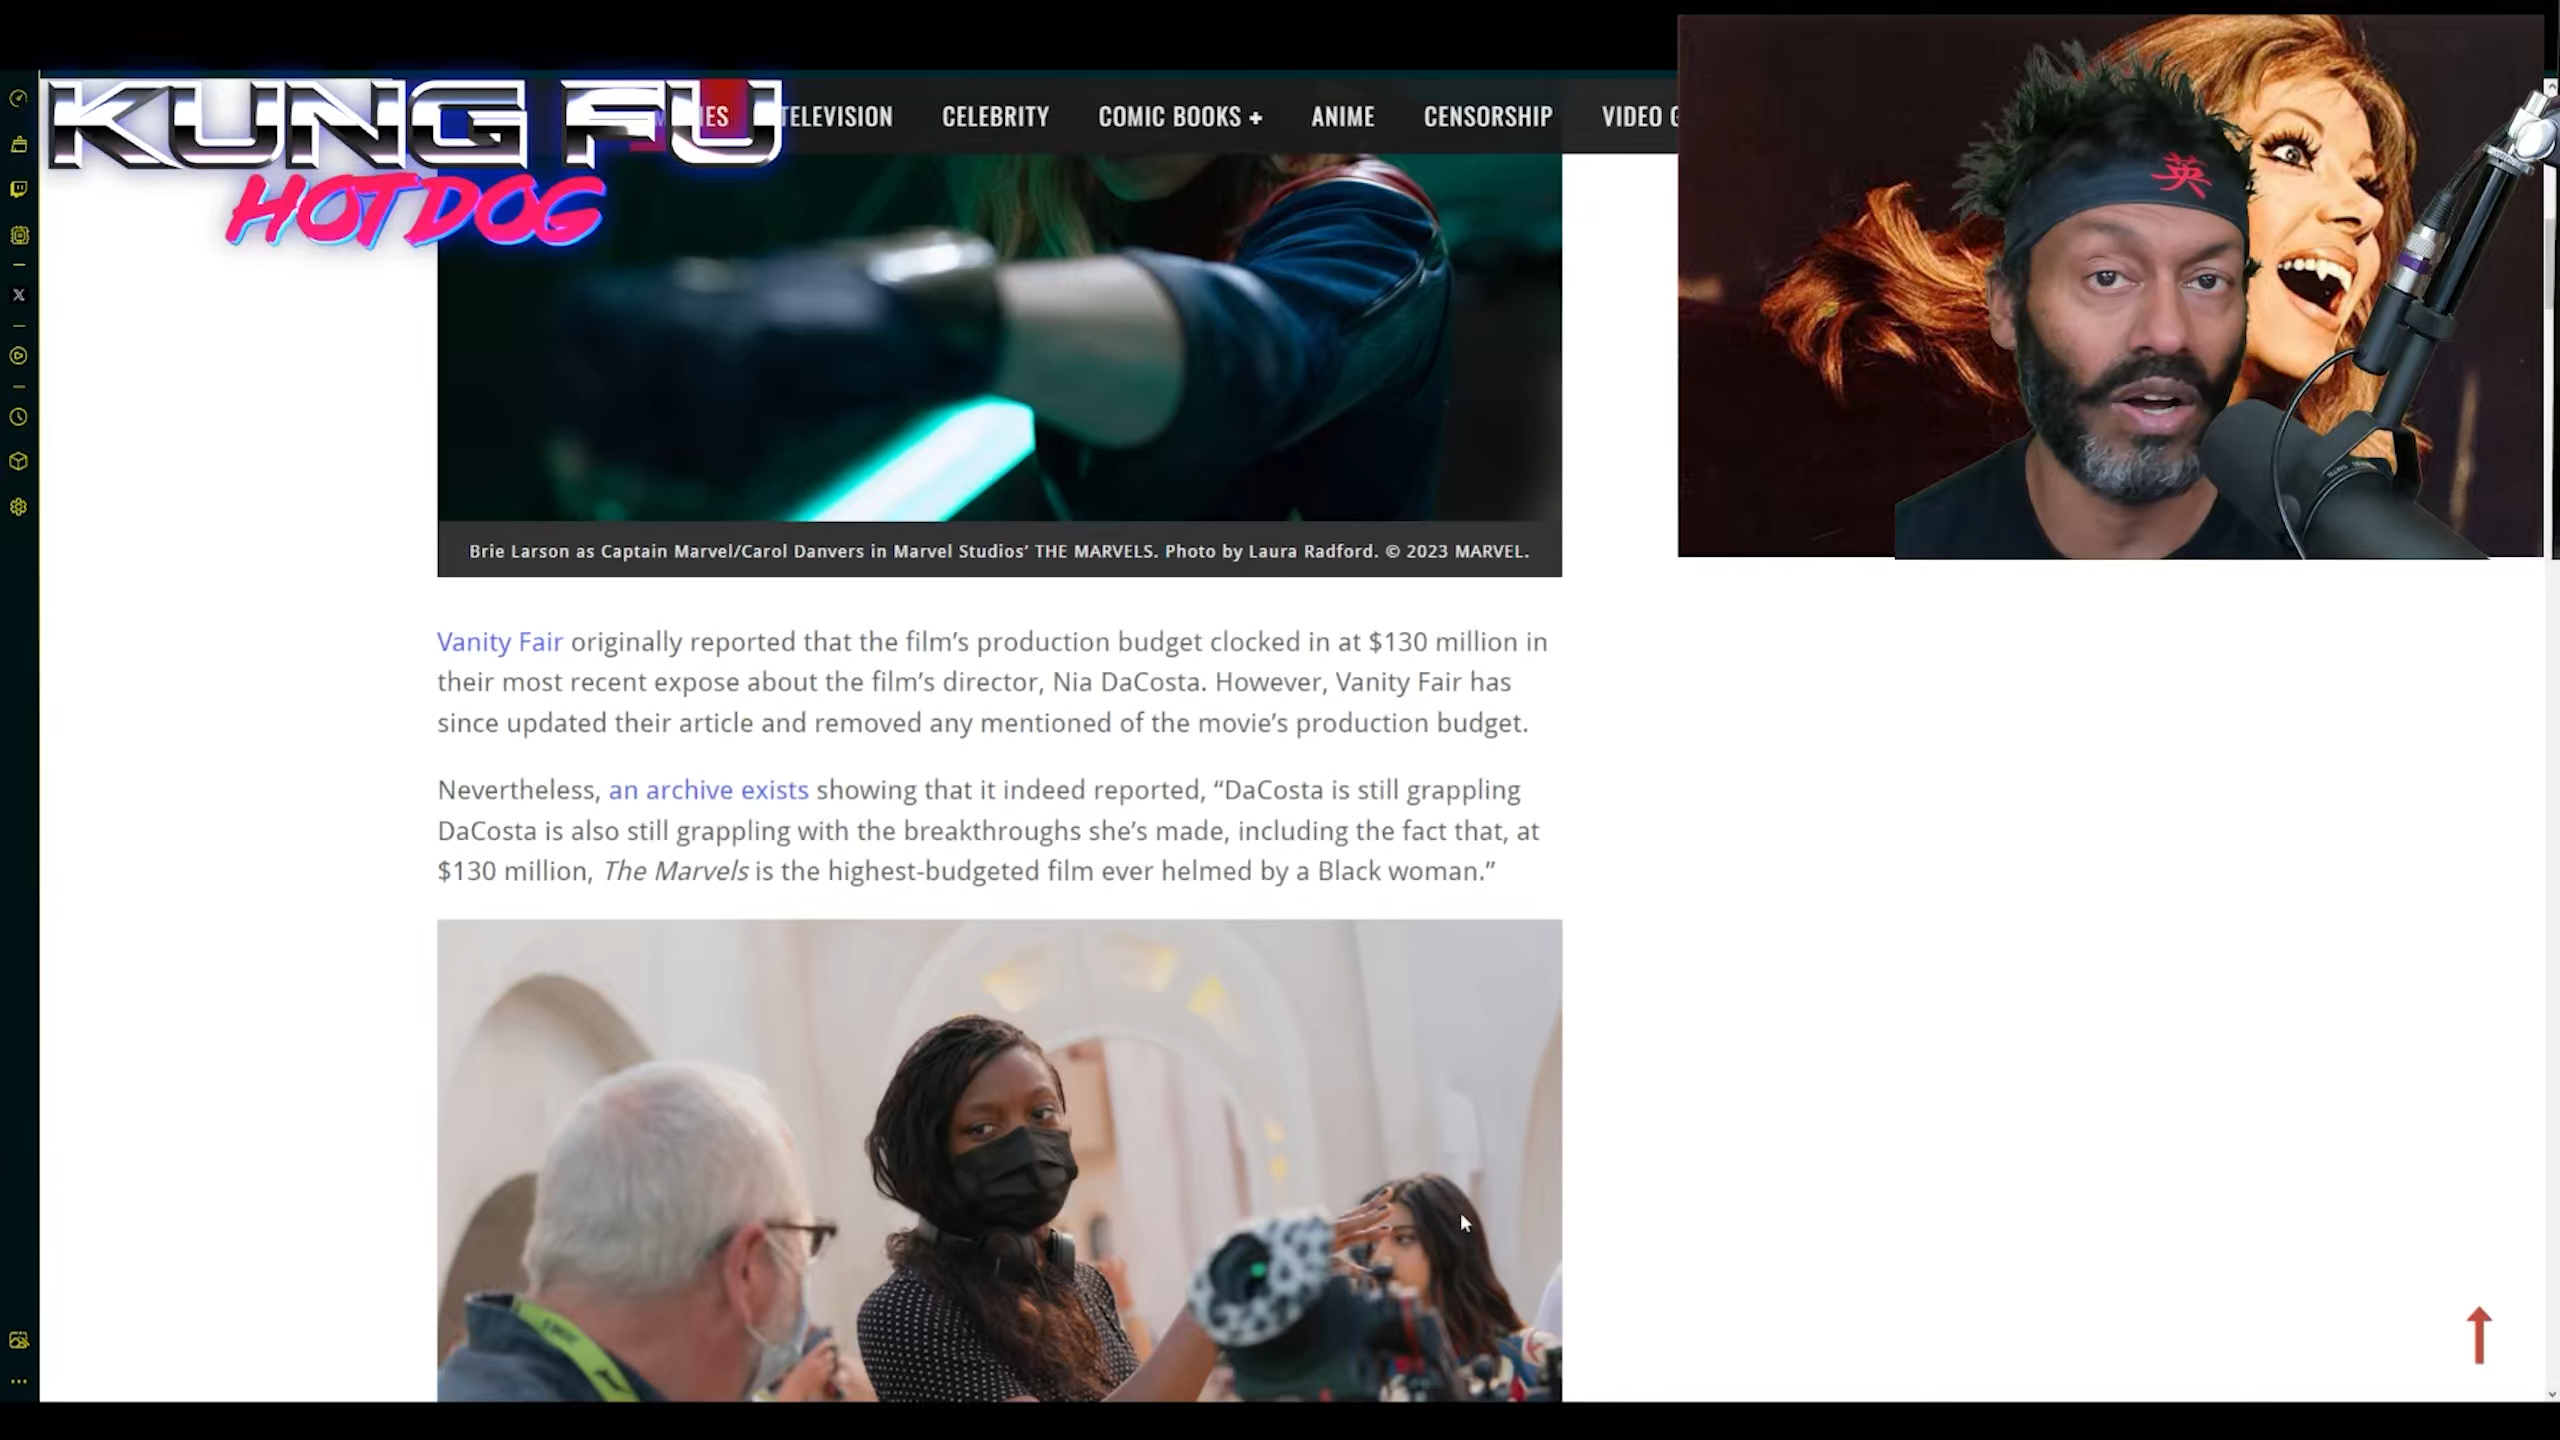 KUNG FU
HOTDOG
TELEVISION
CELEBRITY
COMIC BOOKS +
ANIME
CENSORSHIP
VIDEO
英
Brie Larson as Captain Marvel/Carol Danvers in Marvel Studios’ THE MARVELS. Photo by Laura Radford. © 2023 MARVEL.
Vanity Fair originally reported that the film’s production budget clocked in at $130 million in
their most recent expose about the film’s director, Nia DaCosta. However, Vanity Fair has
since updated their article and removed any mentioned of the movie’s production budget.
Nevertheless, an archive exists showing that it indeed reported, “DaCosta is still grappling
DaCosta is also still grappling with the breakthroughs she’s made, including the fact that, at
$130 million, The Marvels is the highest-budgeted film ever helmed by a Black woman.”